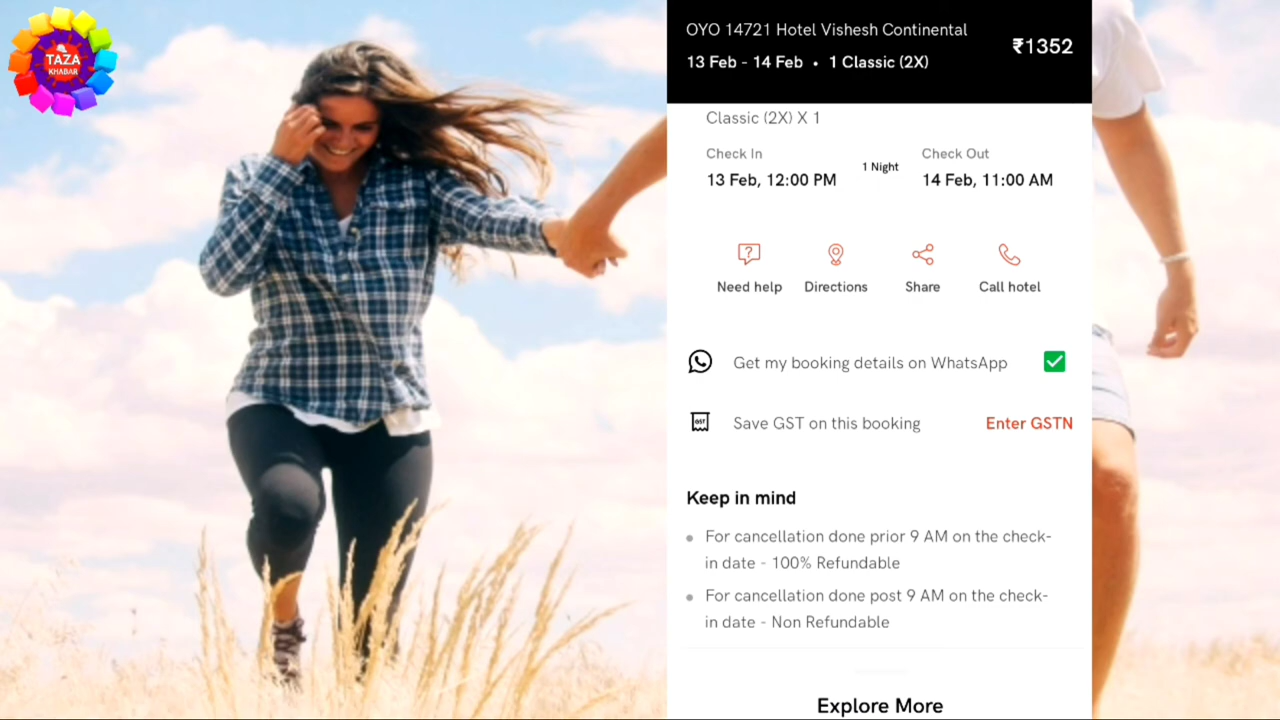 TAZA
KHABAR
OYO 14721 Hotel Vishesh Continental
₹1352
13 Feb - 14 Feb • 1 Classic (2X)
Classic (2X) X 1
Check In
Check Out
1 Night
13 Feb, 12:00 PM
14 Feb, 11:00 AM
Need help
Directions
Share
Call hotel
Get my booking details on WhatsApp
GST
Save GST on this booking
Enter GSTN
Keep in mind
• For cancellation done prior 9 AM on the check-
in date - 100% Refundable
• For cancellation done post 9 AM on the check-
in date - Non Refundable
Explore More